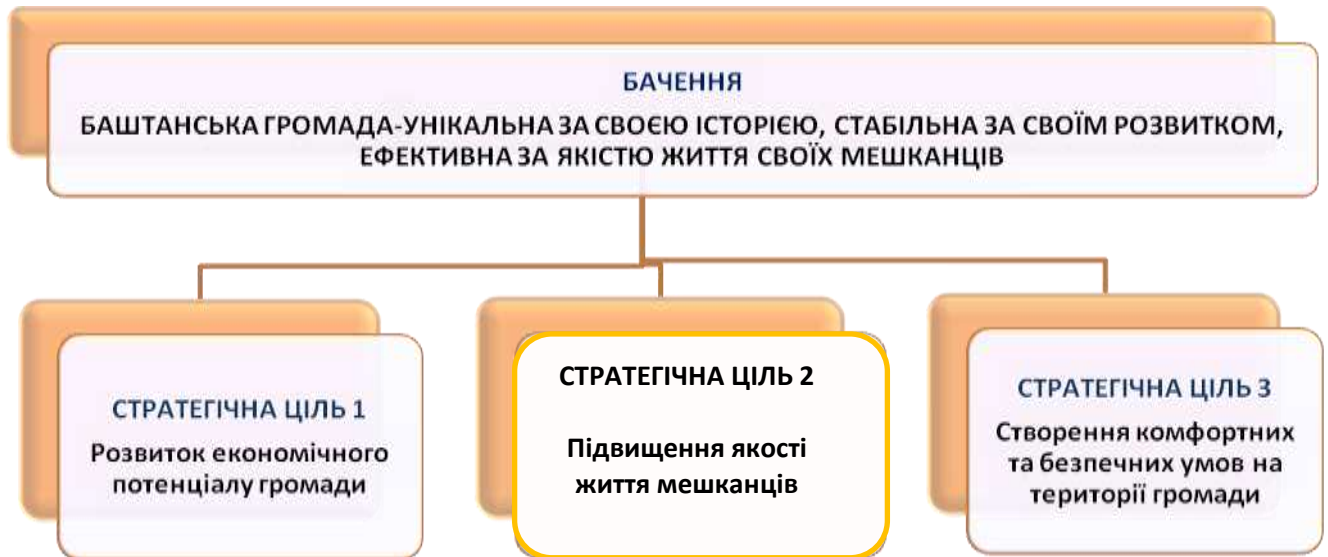 БАЧЕННЯ
БАШТАНСЬКА ГРОМАДА-УНІКАЛЬНА ЗА СВОЄЮ ІСТОРІЄЮ, СТАБІЛЬНА ЗА СВОЇМ РОЗВИТКОМ,
ЕФЕКТИВНА ЗА ЯКІСТЮ ЖИТТЯ СВОЇХ МЕШКАНЦІВ
СТРАТЕГІЧНА ЦІЛЬ 1
Розвиток економічного
потенціалу громади
СТРАТЕГІЧНА ЦІЛЬ 2
Підвищення якості
життя мешканців
СТРАТЕГІЧНА ЦІЛЬ 3
Створення комфортних
та безпечних умов на
території громади